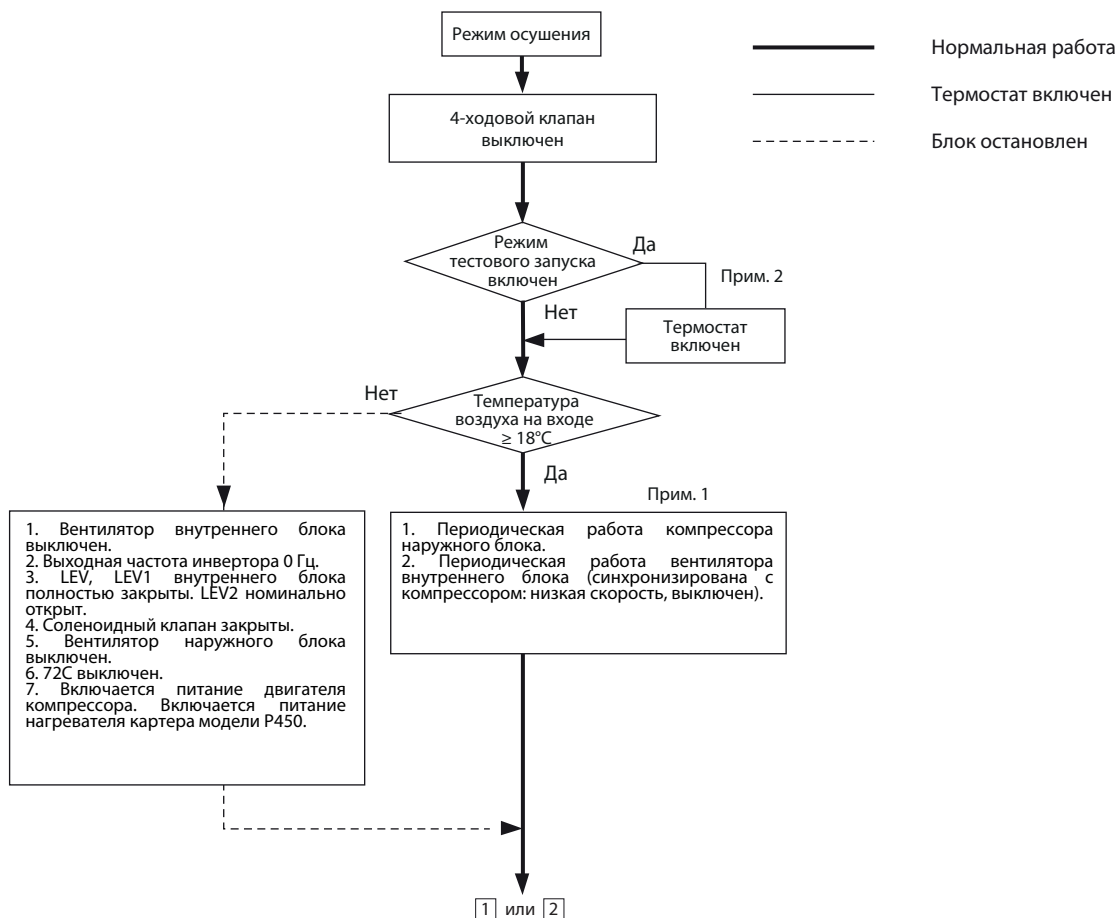 Режим осушения
Нормальная работа
Термостат включен
Блок остановлен
4-ходовой клапан
выключен
Режим
тестового запуска
включен
Да
Прим. 2
Нет
Термостат
включен
Нет
Температура
воздуха на входе
≥ 18°C
Да
Прим. 1
1. Вентилятор внутреннего блока
выключен.
2. Выходная частота инвертора 0 Гц.
3. LEV, LEV1 внутреннего блока
полностью закрыты. LEV2 номинально
открыт.
4. Соленоидный клапан закрыты.
5. Вентилятор наружного блока
выключен.
6. 72C выключен.
7. Включается питание двигателя
компрессора. Включается питание
нагревателя картера модели P450.
1. Периодическая работа компрессора
наружного блока.
2. Периодическая работа вентилятора
внутреннего блока (синхронизирована с
компрессором: низкая скорость, выключен).
1 или 2